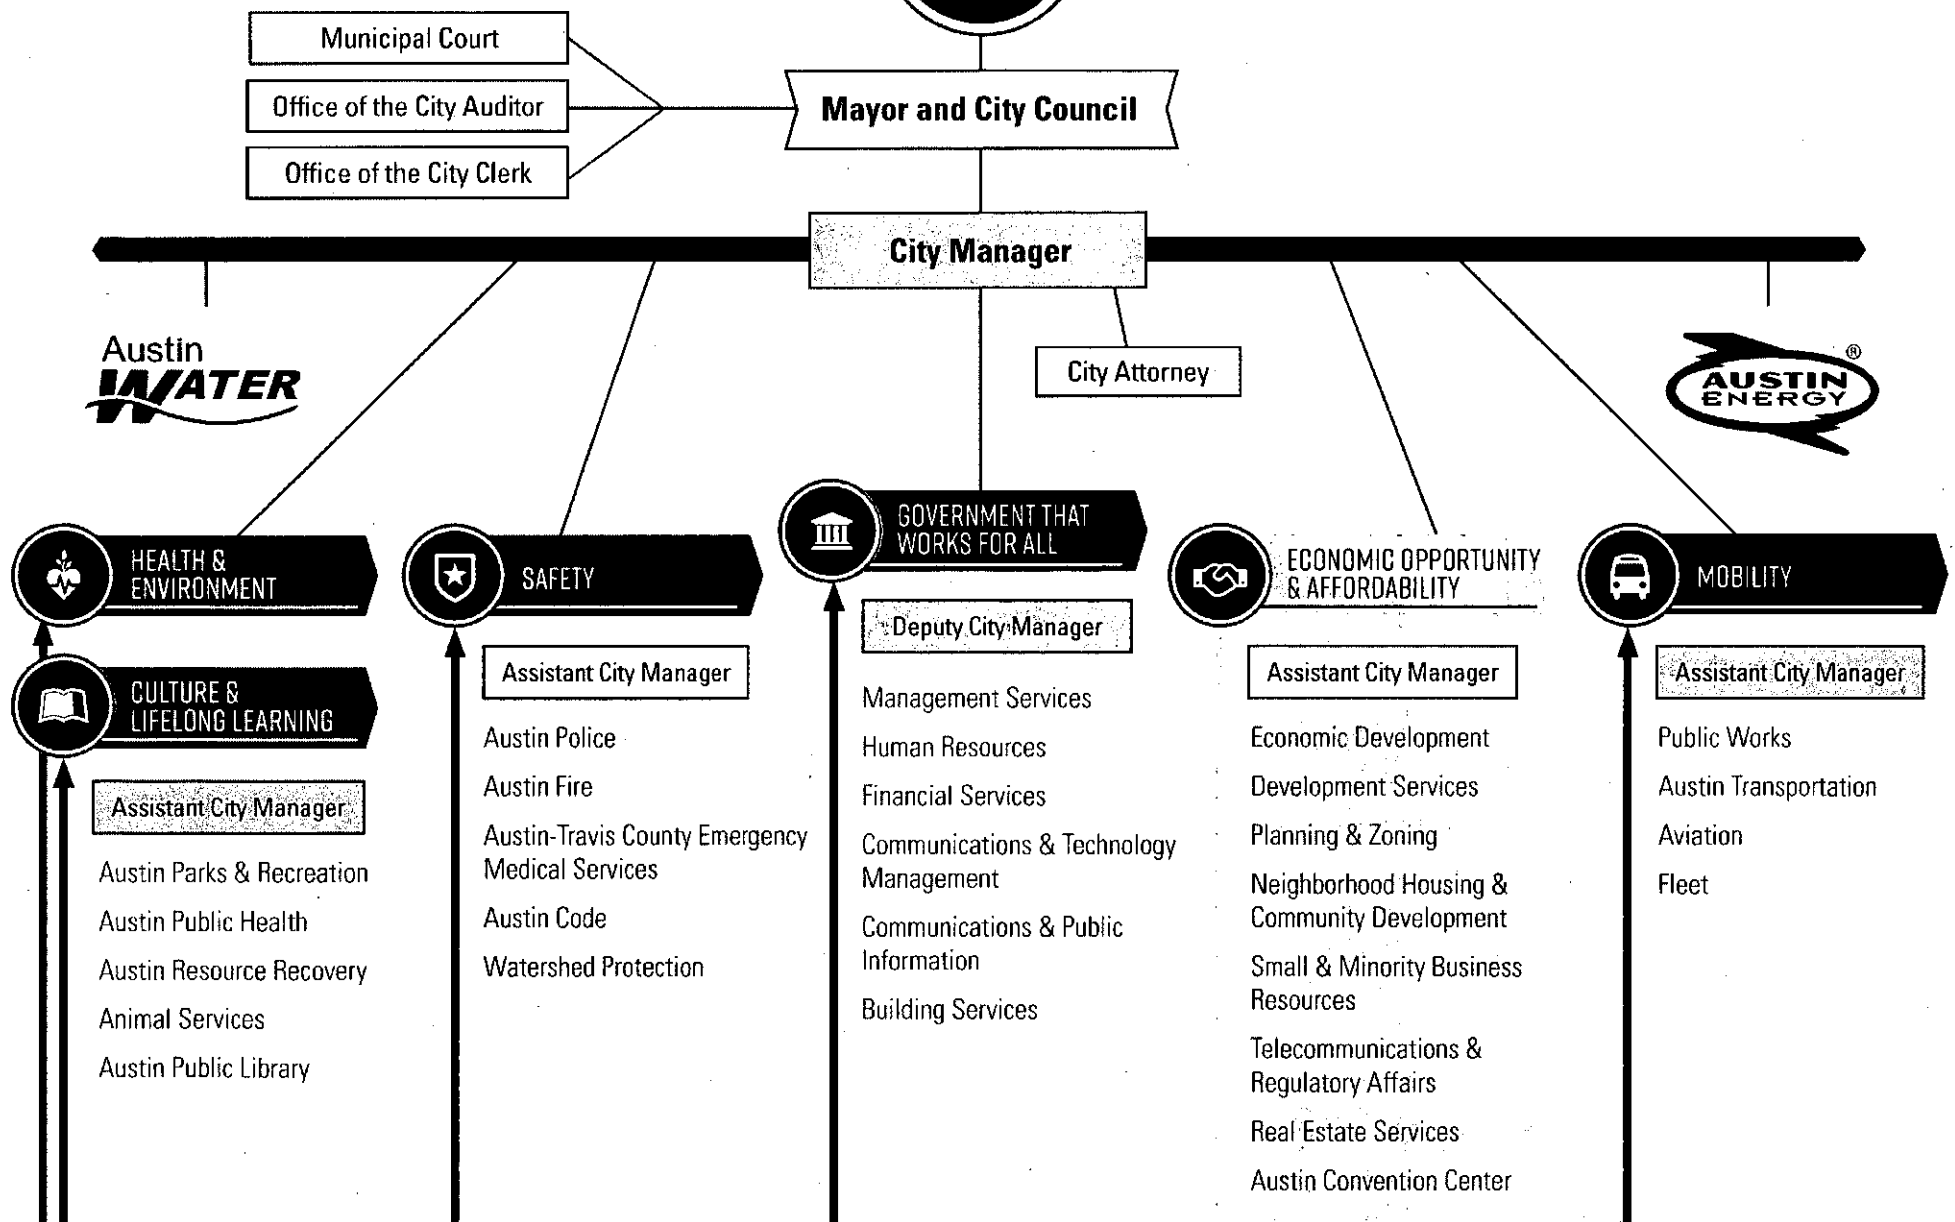 Municipal Court
Office of the City Auditor
Office of the City Clerk
Mayor and City Council
City Manager
City Attorney
Austin
WATER
AUSTIN
ENERGY
®
HEALTH &
ENVIRONMENT
CULTURE &
LIFELONG LEARNING
Assistant City Manager
Austin Parks & Recreation
Austin Public Health
Austin Resource Recovery
Animal Services
Austin Public Library
SAFETY
Assistant City Manager
Austin Police
Austin Fire
Austin-Travis County Emergency
Medical Services
Austin Code
Watershed Protection
GOVERNMENT THAT
WORKS FOR ALL
Deputy City Manager
Management Services
Human Resources
Financial Services
Communications & Technology
Management
Communications & Public
Information
Building Services
ECONOMIC OPPORTUNITY
& AFFORDABILITY
Assistant City Manager
Economic Development
Development Services
Planning & Zoning
Neighborhood Housing &
Community Development
Small & Minority Business
Resources
Telecommunications &
Regulatory Affairs
Real Estate Services
Austin Convention Center
MOBILITY
Assistant City Manager
Public Works
Austin Transportation
Aviation
Fleet